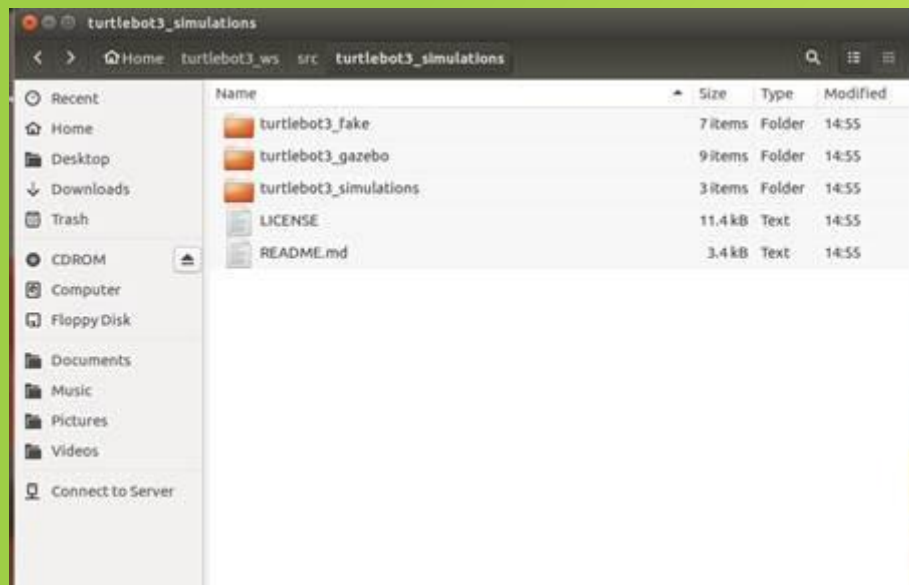 turtlebot3_simulations
Home turtlebot3_ws src turtlebot3_simulations
Recent
Home
Desktop
Downloads
Trash
CDROM
Computer
Floppy Disk
Documents
Music
Pictures
Videos
Connect to Server
Name Size Type Modified
turtlebot3_fake 7 items Folder 14:55
turtlebot3_gazebo 9 items Folder 14:55
turtlebot3_simulations 3 items Folder 14:55
LICENSE 11.4 kB Text 14:55
README.md 3.4 kB Text 14:55